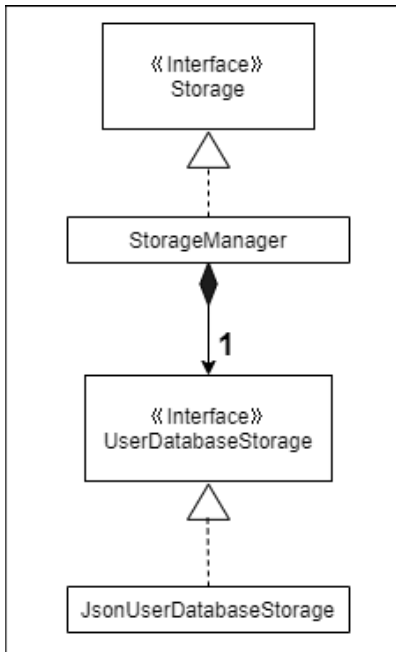 《Interface》
Storage
StorageManager
1
《Interface》
UserDatabaseStorage
JsonUserDatabaseStorage